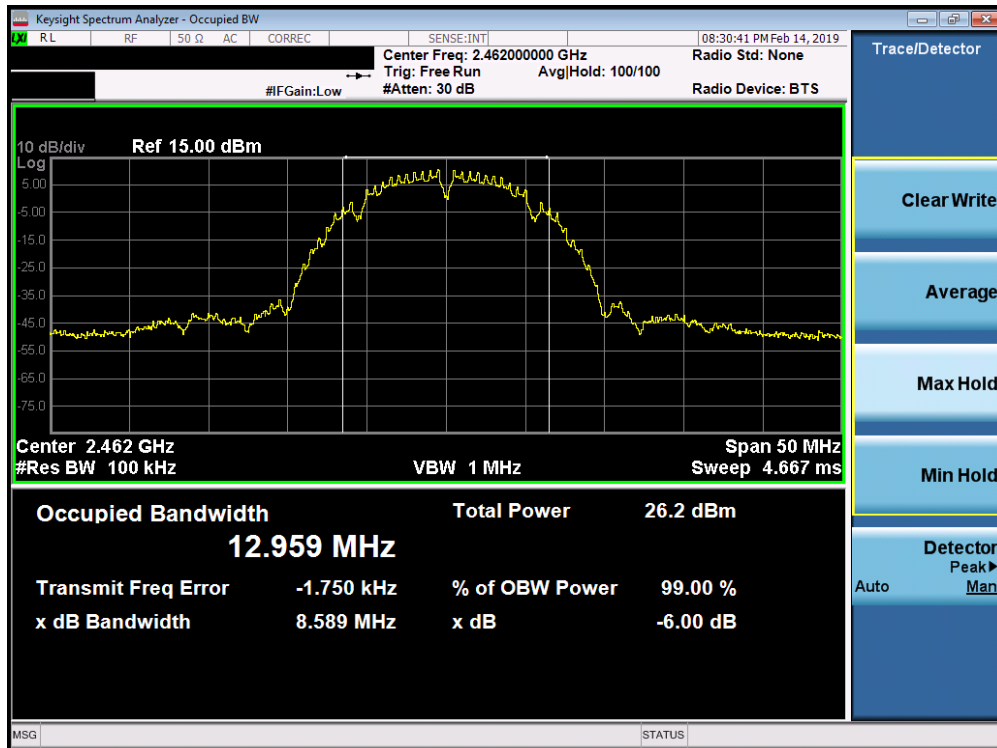 Keysight Spectrum Analyzer - Occupied BW
LXI RL RF 50 Ω AC CORREC SENSE:INT 08:30:41 PM Feb 14, 2019
Center Freq: 2.462000000 GHz Radio Std: None
Trig: Free Run Avg|Hold: 100/100
#IFGain:Low #Atten: 30 dB Radio Device: BTS
Trace/Detector
10 dB/div Ref 15.00 dBm
Log
5.00
-5.00
-15.0
-25.0
-35.0
-45.0
-55.0
-65.0
-75.0
Center 2.462 GHz Span 50 MHz
#Res BW 100 kHz VBW 1 MHz Sweep 4.667 ms
Clear Write
Average
Max Hold
Min Hold
Detector
Peak▶
Auto Man
Occupied Bandwidth Total Power 26.2 dBm
12.959 MHz
Transmit Freq Error -1.750 kHz % of OBW Power 99.00 %
x dB Bandwidth 8.589 MHz x dB -6.00 dB
MSG STATUS